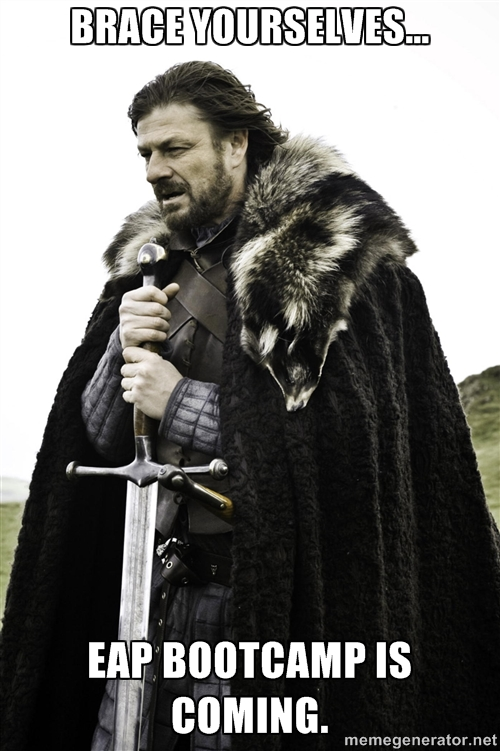 BRACE YOURSELVES...
EAP BOOTCAMP IS
COMING.
memegenerator.net